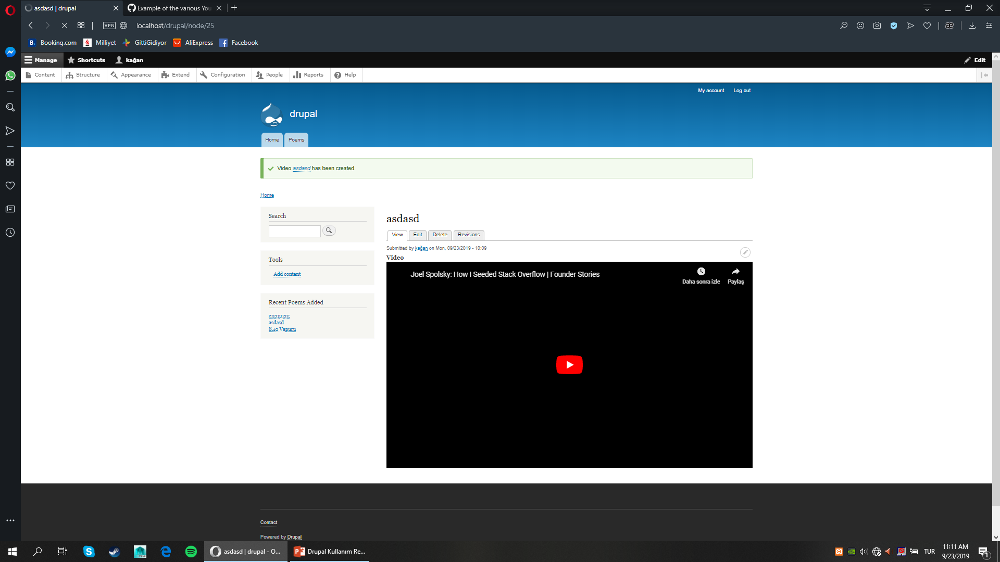 asdasd | drupal
Example of the various You
VPN
localhost/drupal/node/25
B. Booking.com
Milliyet
GittiGidiyor
AliExpress
Facebook
Manage
Shortcuts
kağan
Edit
Content
Structure
Appearance
Extend
Configuration
People
Reports
Help
My account
Log out
drupal
Home
Poems
Video asdasd has been created.
Home
Search
Tools
Add content
Recent Poems Added
grgrgrgrg
asdasd
8.10 Vapuru
asdasd
View
Edit
Delete
Revisions
Submitted by kağan on Mon, 09/23/2019 - 10:09
Video
Joel Spolsky: How I Seeded Stack Overflow | Founder Stories
Daha sonra izle
Paylaş
Contact
Powered by Drupal
asdasd | drupal - O...
Drupal Kullanım Re...
TUR
11:11 AM
9/23/2019
1